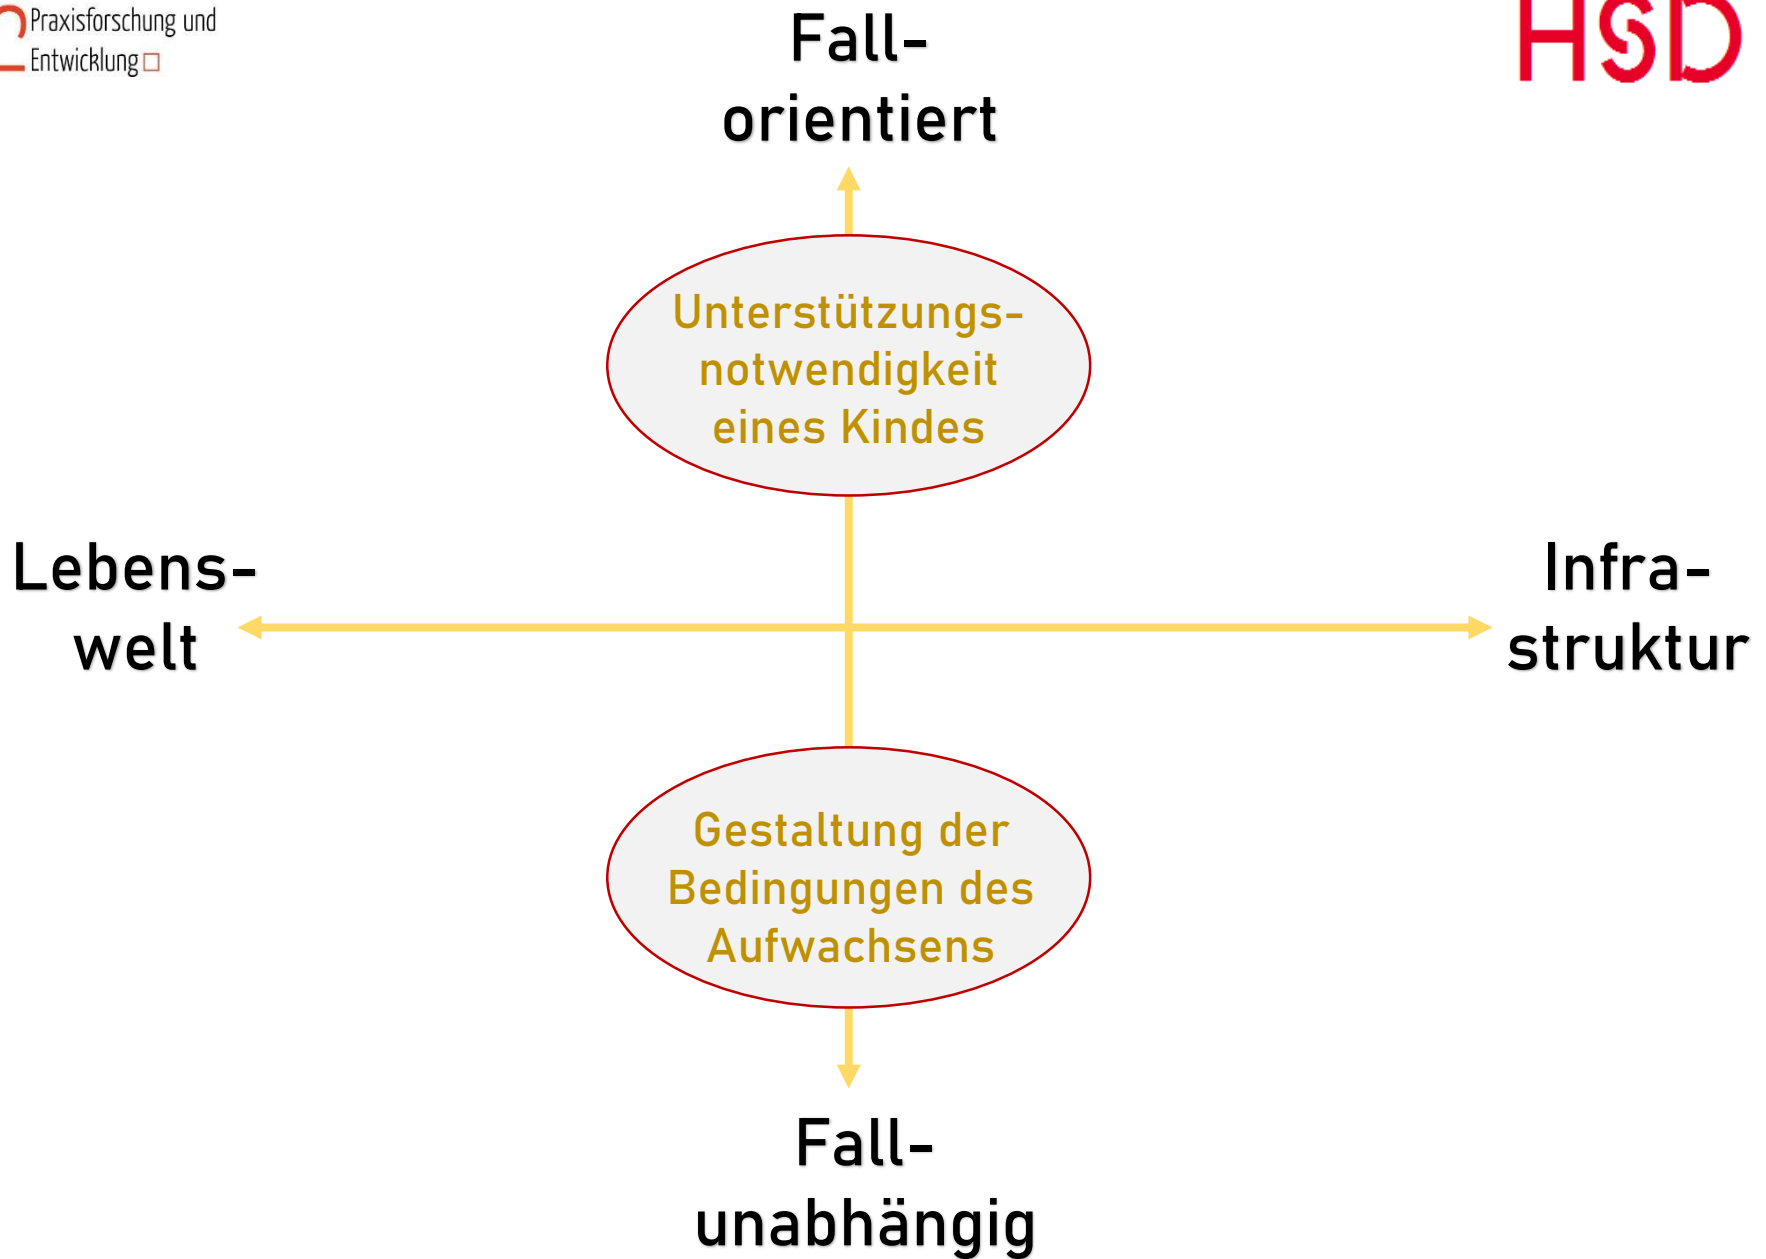 Praxisforschung und
Entwicklung
HSD
Fall-
orientiert
Unterstützungs-
notwendigkeit
eines Kindes
Lebens-
welt
Infra-
struktur
Gestaltung der
Bedingungen des
Aufwachsens
Fall-
unabhängig